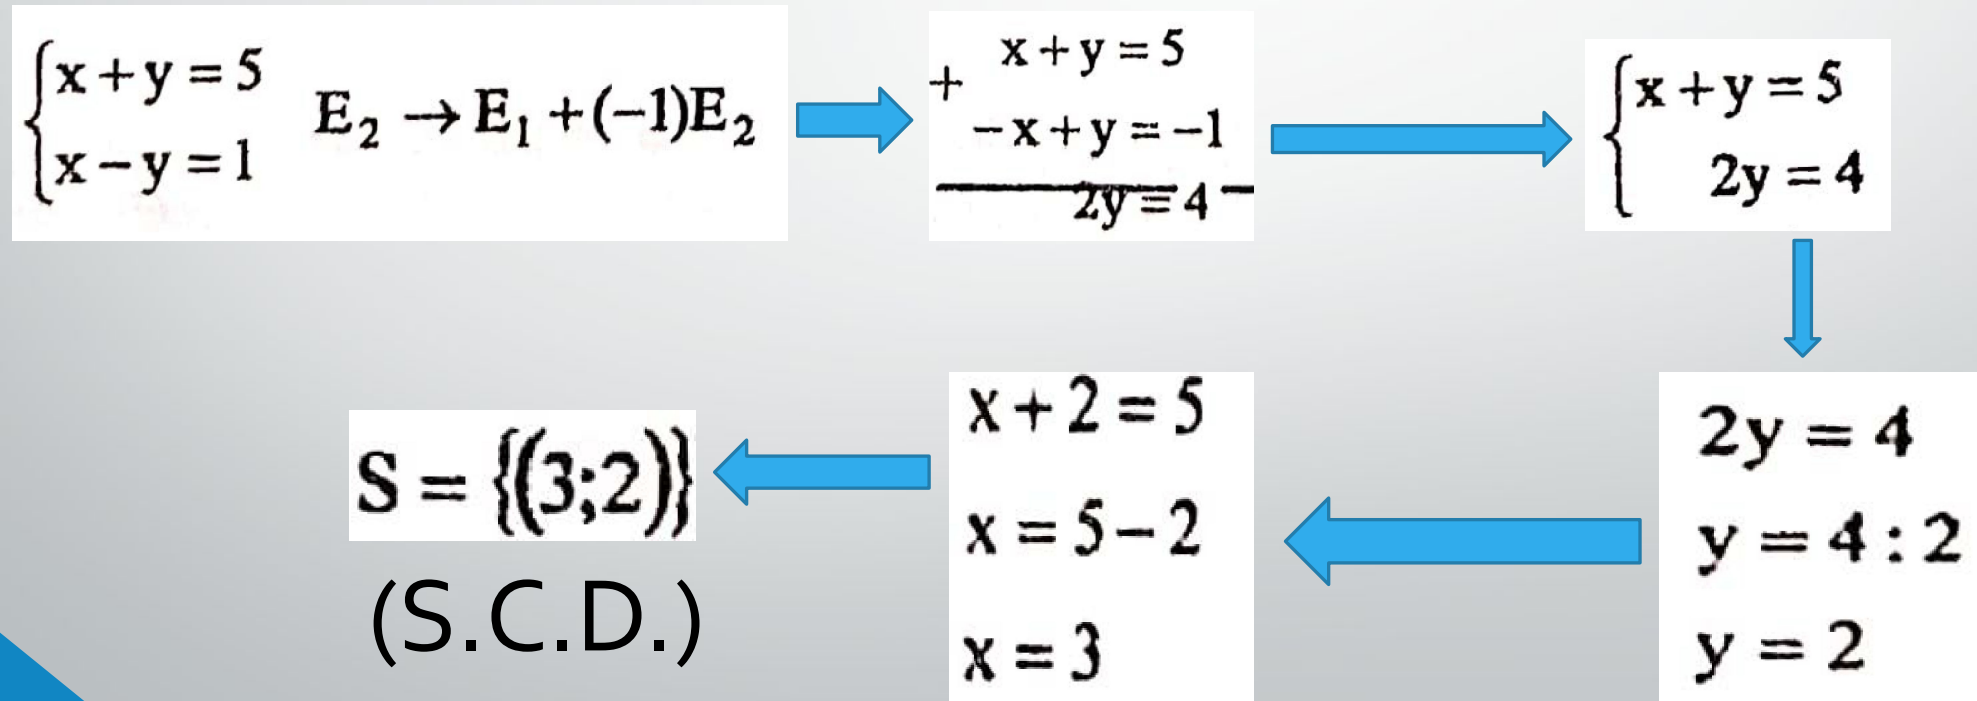 x + y = 5
x − y = 1
E₂ → E₁ + (−1)E₂
x + y = 5
+
− x + y = −1
2y = 4
x + y = 5
2y = 4
2y = 4
y = 4 : 2
y = 2
x + 2 = 5
x = 5 − 2
x = 3
S = {(3;2)}
(S.C.D.)